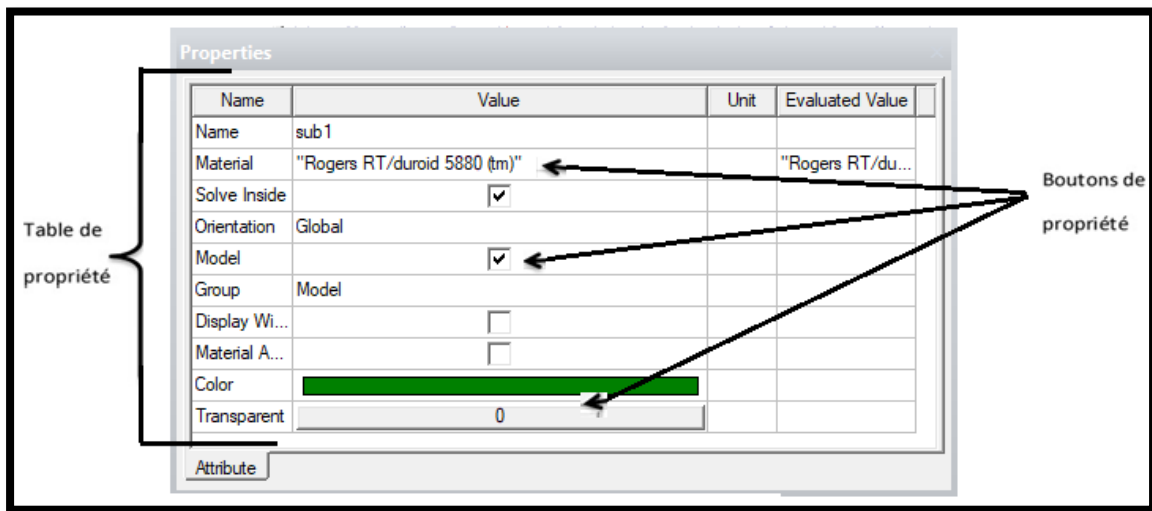 Properties
Name Value Unit Evaluated Value
Name sub1
Material "Rogers RT/duroid 5880 (tm)" "Rogers RT/du...
Solve Inside
Orientation Global
Model
Group Model
Display Wi...
Material A...
Color
Transparent 0
Attribute
Table de
propriété
Boutons de
propriété